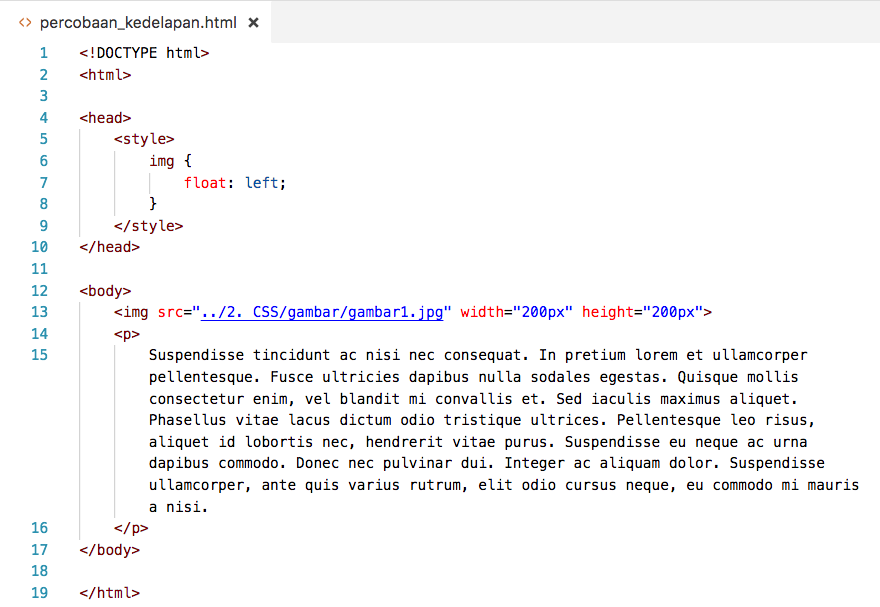 percobaan_kedelapan.html ×
1 <!DOCTYPE html>
2 <html>
3
4 <head>
5     <style>
6         img {
7             float: left;
8         }
9     </style>
10 </head>
11
12 <body>
13     <img src="../2. CSS/gambar/gambar1.jpg" width="200px" height="200px">
14     <p>
15         Suspendisse tincidunt ac nisi nec consequat. In pretium lorem et ullamcorper
        pellentesque. Fusce ultricies dapibus nulla sodales egestas. Quisque mollis
        consectetur enim, vel blandit mi convallis et. Sed iaculis maximus aliquet.
        Phasellus vitae lacus dictum odio tristique ultrices. Pellentesque leo risus,
        aliquet id lobortis nec, hendrerit vitae purus. Suspendisse eu neque ac urna
        dapibus commodo. Donec nec pulvinar dui. Integer ac aliquam dolor. Suspendisse
        ullamcorper, ante quis varius rutrum, elit odio cursus neque, eu commodo mi mauris
        a nisi.
16     </p>
17 </body>
18
19 </html>